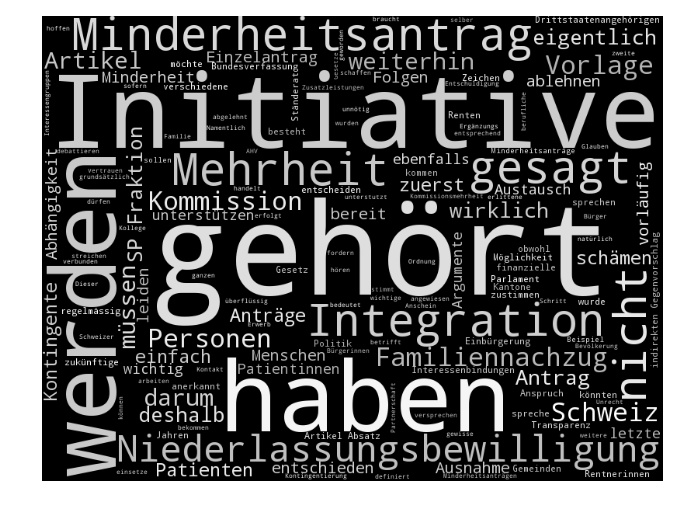 hoffen
braucht
selber
Drittstaatenangehörigen
Minderheitsantrag
eigentlich
Artikel
Einzelantrag
weiterhin
Vorlage
Minderheit
möchte
Bundesverfassung
Folgen
Zeichen
ablehnen
Initiative
sofern
verschiedene
Ständerat
Zusatzleistungen
Entschuldigung
schaffen
Gesetze
geworden
zweite
berufliche
Interessengruppen
abgelehnt
Namentlich
unnötig
wurden
Renten
Ergänzungs
entsprechend
Familie
besteht
AHV
Minderheitsanträge
Glauben
debattieren
Mehrheit
ebenfalls
gesagt
vertrauen
grundsätzlich
sollen
kommen
zuerst
Austausch
handelt
entscheiden
unterstutzt
Kommissionsmehrheit
erlittene
dürfen
Kommission
sprechen
Bürger
Kollege
unterstützen
erfolgt
bereit
wirklich
natürlich
vorläufig
Abhängigkeit
SP Fraktion
werden
gehört
streichen
verbunden
Dieser
müssen
leiden
ganzen
Gesetz
fordern
hören
Ordnung
stimmt
wichtige
angewiesen
Argumente
obwohl
Möglichkeit
finanzielle
Parlament
Kantone
zustimmen
schämen
Schritt
wurde
indirekten Gegenvorschlag
Kontingente
regelmässig
überflüssig
Anträge
Erwerb
bedeutet
Anschein
Integration
nicht
Schweizer
Personen
Politik
Bürgerinnen
betrifft
Einbürgerung
Beispiel
Bevölkerung
zukünftige
einfach
Menschen
Familiennachzug
wichtig
Kontakt
Patientinnen
Interessenbindungen
arbeiten
anerkannt
haben
Antrag
Anspruch
könnten
darum
Partnerschaft
versprechen
Unrecht
können
deshalb
spreche
Schweiz
bekommen
Transparenz
Jahren
Artikel Absatz
gewisse
weitere
letzte
Niederlassungsbewilligung
einsetze
Patienten
entschieden
Kontingentierung
definiert
Ausnahme
Minderheitsanträgen
Gemeinden
Rentnerinnen